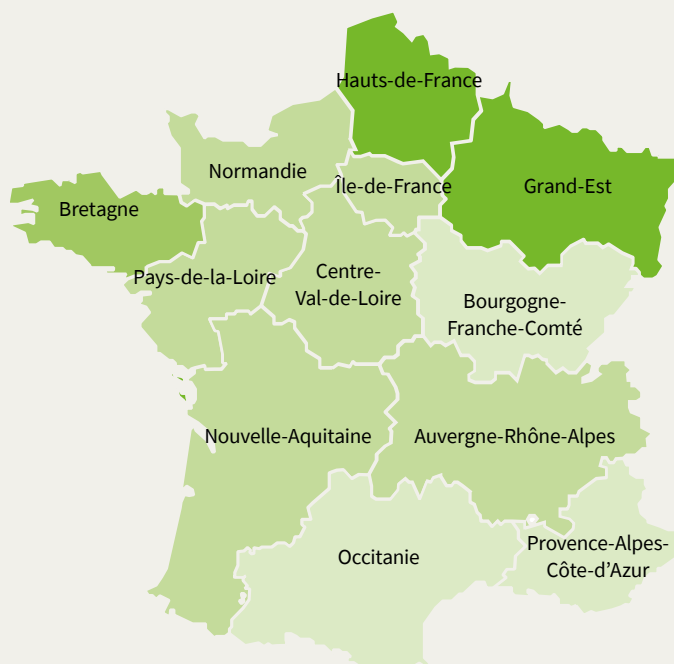 Hauts-de-France
Normandie
Île-de-France
Grand-Est
Bretagne
Pays-de-la-Loire
Centre-
Val-de-Loire
Bourgogne-
Franche-Comté
Nouvelle-Aquitaine
Auvergne-Rhône-Alpes
Occitanie
Provence-Alpes-
Côte-d’Azur